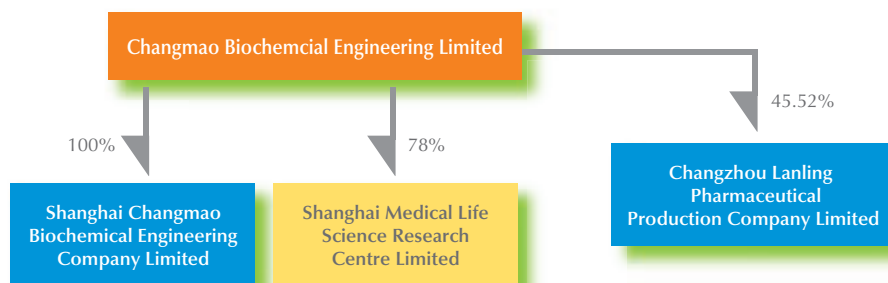 Changmao Biochemcial Engineering Limited
45.52%
100%
78%
Changzhou Lanling
Pharmaceutical
Production Company Limited
Shanghai Changmao
Biochemical Engineering
Company Limited
Shanghai Medical Life
Science Research
Centre Limited